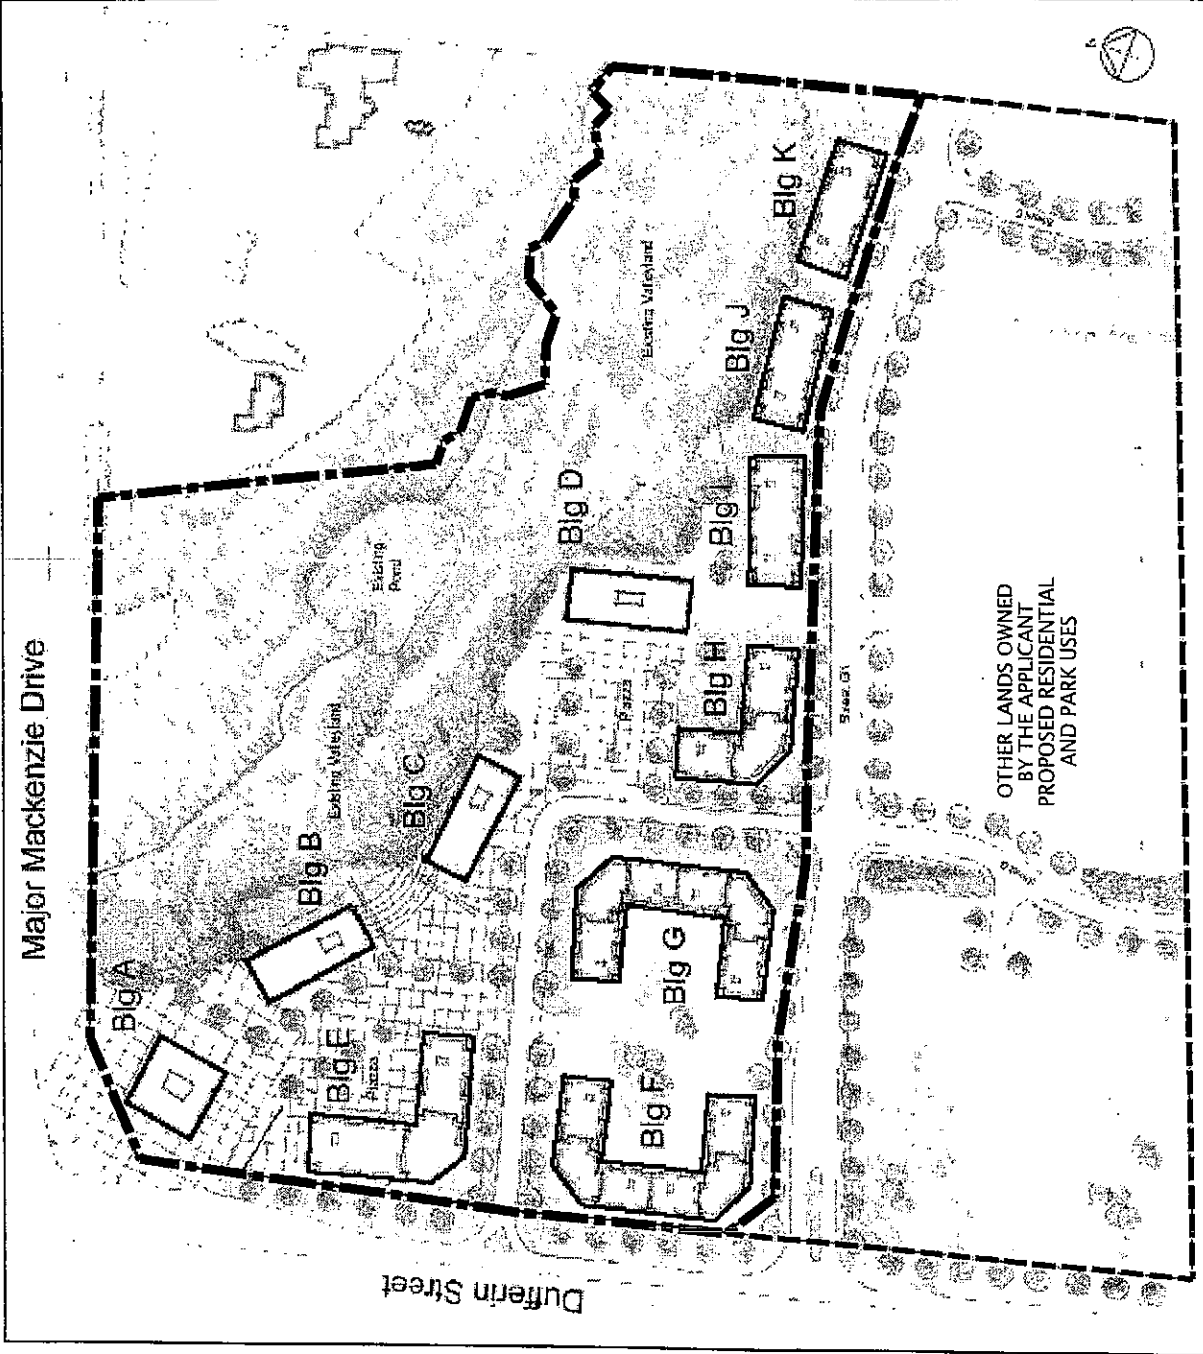 Major Mackenzie Drive
Blg A
Blg B
Existing Valleyland
Blg C
Existing
Pond
Blg D
Existing Valleyland
Blg E
Piazza
Blg F
Blg G
Blg H
Piazza
Blg I
Blg J
Blg K
Dufferin Street
OTHER LANDS OWNED
BY THE APPLICANT
PROPOSED RESIDENTIAL
AND PARK USES